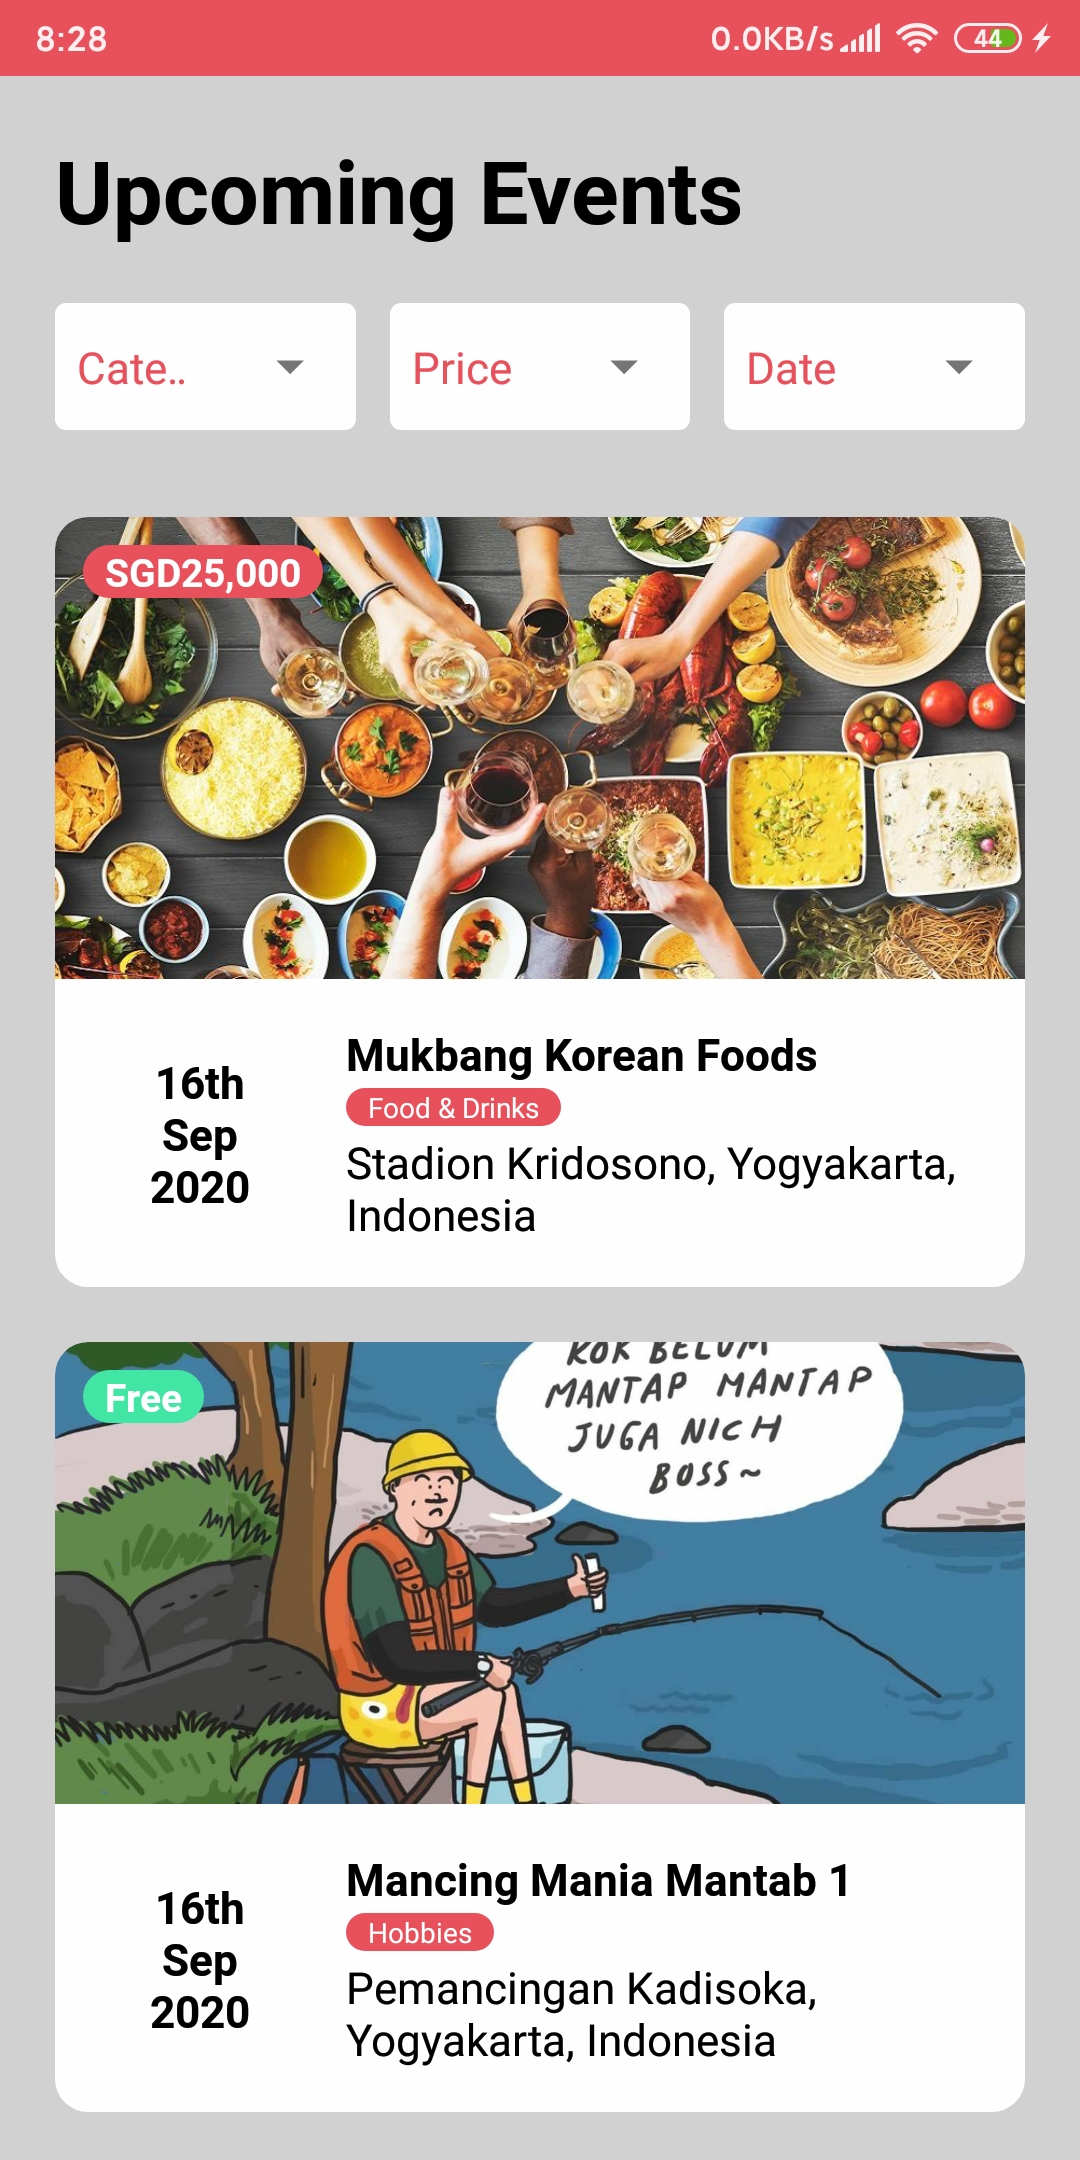 8:28
0.0KB/s
44
Upcoming Events
Cate..
Price
Date
SGD25,000
Mukbang Korean Foods
Food & Drinks
16th
Sep
2020
Stadion Kridosono, Yogyakarta,
Indonesia
Free
KOK BELUM
MANTAP MANTAP
JUGA NICH
BOSS~
Mancing Mania Mantab 1
Hobbies
16th
Sep
2020
Pemancingan Kadisoka,
Yogyakarta, Indonesia